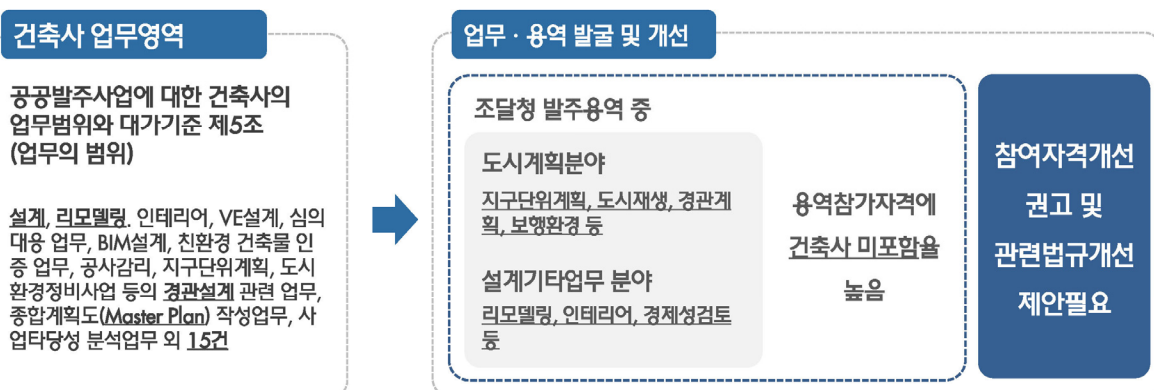 건축사 업무영역
공공발주사업에 대한 건축사의
업무범위와 대가기준 제5조
(업무의 범위)
설계, 리모델링. 인테리어, VE설계, 심의
대응 업무, BIM설계, 친환경 건축물 인
증 업무, 공사감리, 지구단위계획, 도시
환경정비사업 등의 경관설계 관련 업무,
종합계획도(Master Plan) 작성업무, 사
업타당성 분석업무 외 15건
업무 · 용역 발굴 및 개선
조달청 발주용역 중
도시계획분야
지구단위계획, 도시재생, 경관계
획, 보행환경 등
설계기타업무 분야
리모델링, 인테리어, 경제성검토
등
용역참가자격에
건축사 미포함율
높음
참여자격개선
권고 및
관련법규개선
제안필요